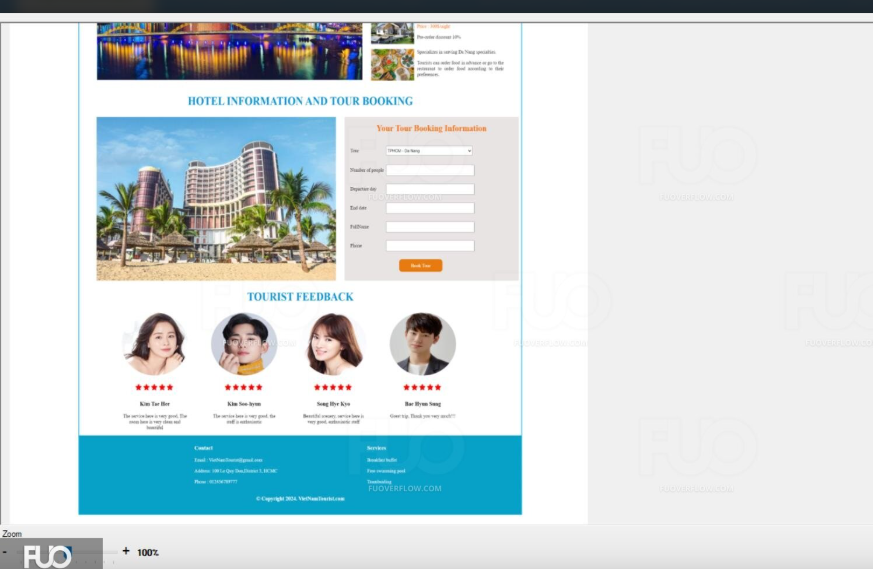 Price : 100$/night
Pre-order discount 10%
Specializes in serving Da Nang specialties.
Tourists can order food in advance or go to the
restaurant to order food according to their
preferences.
HOTEL INFORMATION AND TOUR BOOKING
Your Tour Booking Information
Tour
TPHCM - Da Nang
Number of people
Departure day
End date
FullName
Phone
Book Tour
TOURIST FEEDBACK
★★★★★ ★★★★★ ★★★★★ ★★★★★
Kim Tae Hee
Kim Soo-hyun
Song Hye Kyo
Bae Hyun Sung
The service here is very good. The
room here is very clean and
beautiful
The service here is very good, the
staff is enthusiastic
Beautiful scenery, service here is
very good, enthusiastic staff
Great trip. Thank you very much!!!
Contact
Email : VietNamTourist@gmail.com
Address: 100 Le Quy Don,District 3, HCMC
Phone :
Services
Breakfast buffet
Free swimming pool
Teambuilding
© Copyright 2024. VietNamTourist.com
FUOVERFLOW.COM
Zoom
- + 100%
FUO